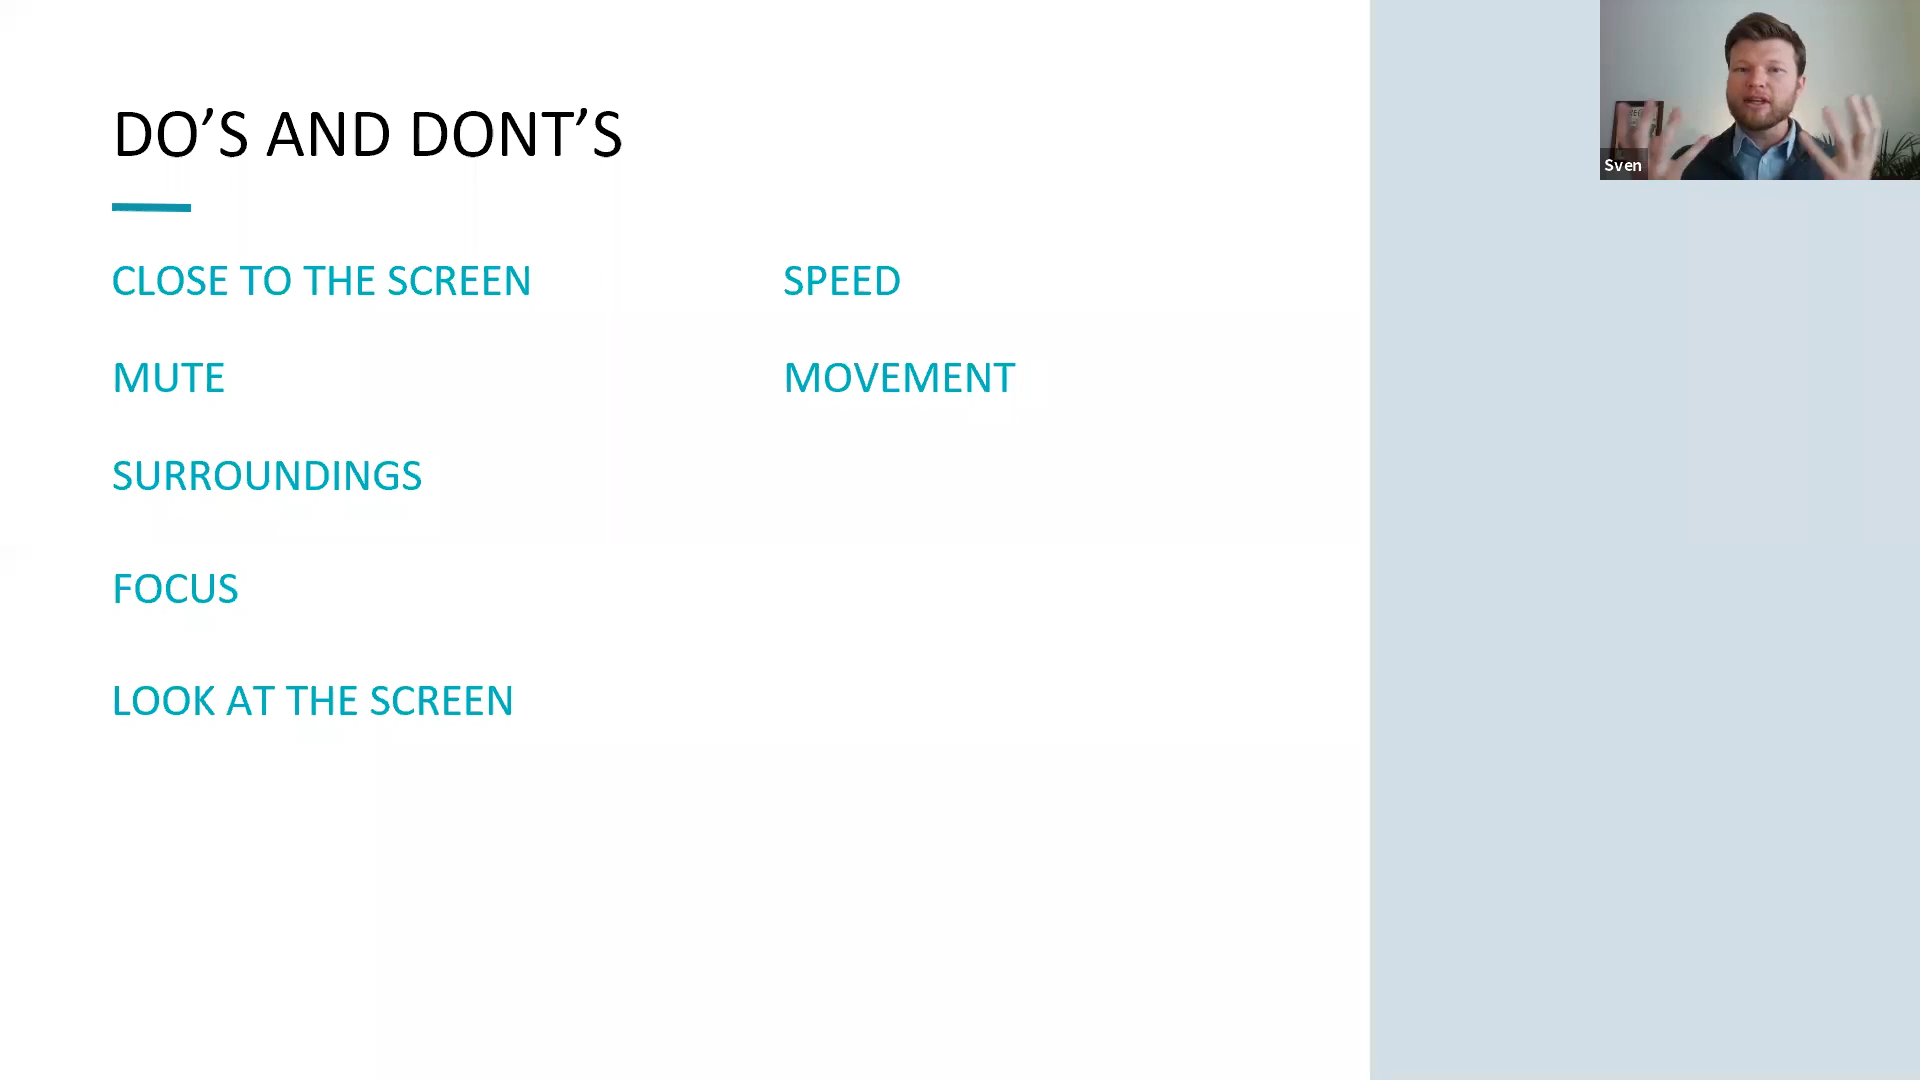 DO’S AND DONT’S
CLOSE TO THE SCREEN
MUTE
SURROUNDINGS
FOCUS
LOOK AT THE SCREEN
SPEED
MOVEMENT
Sven